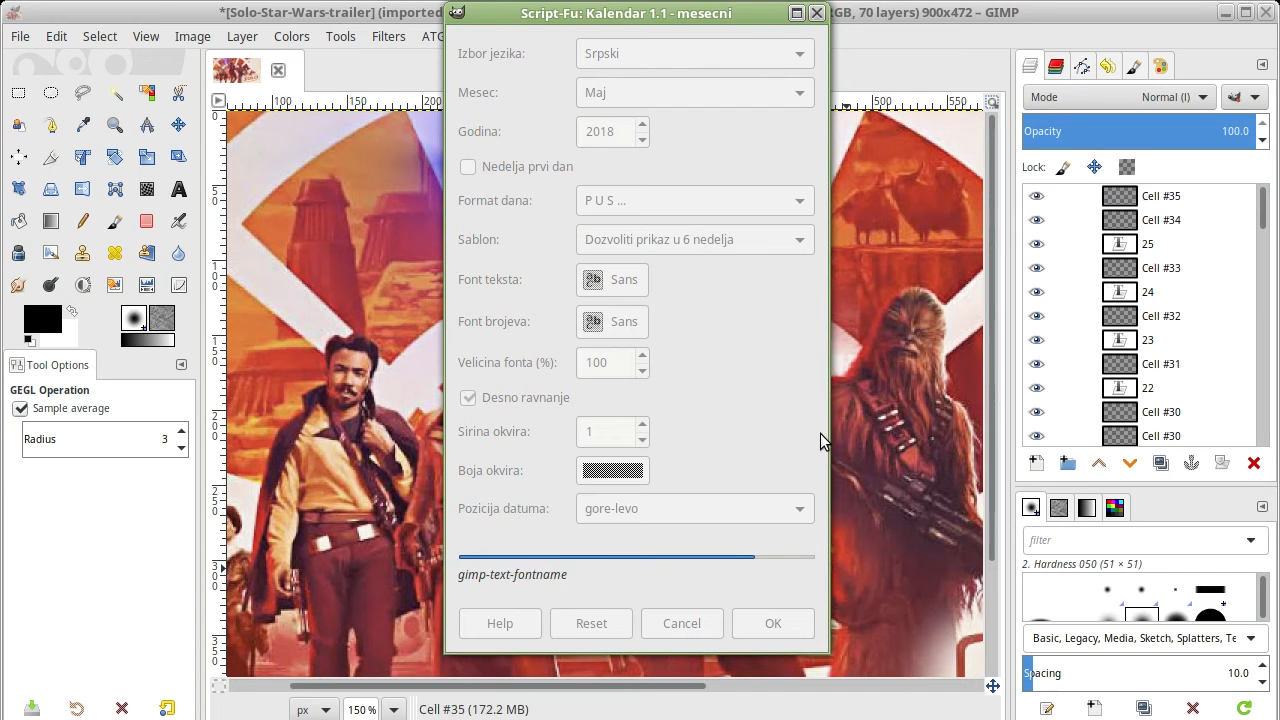 *[Solo-Star-Wars-trailer] (imported
Script-Fu: Kalendar 1.1 - mesecni
RGB, 70 layers) 900x472 – GIMP
File Edit Select View Image Layer Colors Tools Filters
100 150 200 500 550
Izbor jezika: Srpski
Mesec: Maj
Godina: 2018
Nedelja prvi dan
Format dana: P U S ...
Sablon: Dozvoliti prikaz u 6 nedelja
Font teksta: Sans
Font brojeva: Sans
Velicina fonta (%): 100
Desno ravnanje
Sirina okvira: 1
Boja okvira:
Pozicija datuma: gore-levo
gimp-text-fontname
Help Reset Cancel OK
Tool Options
GEGL Operation
Sample average
Radius 3
px 150 % Cell #35 (172.2 MB)
Mode Normal (l)
Opacity 100.0
Lock:
Cell #35
Cell #34
25
Cell #33
24
Cell #32
23
Cell #31
22
Cell #30
Cell #30
filter
2. Hardness 050 (51 × 51)
Basic, Legacy, Media, Sketch, Splatters, Te
Spacing 10.0